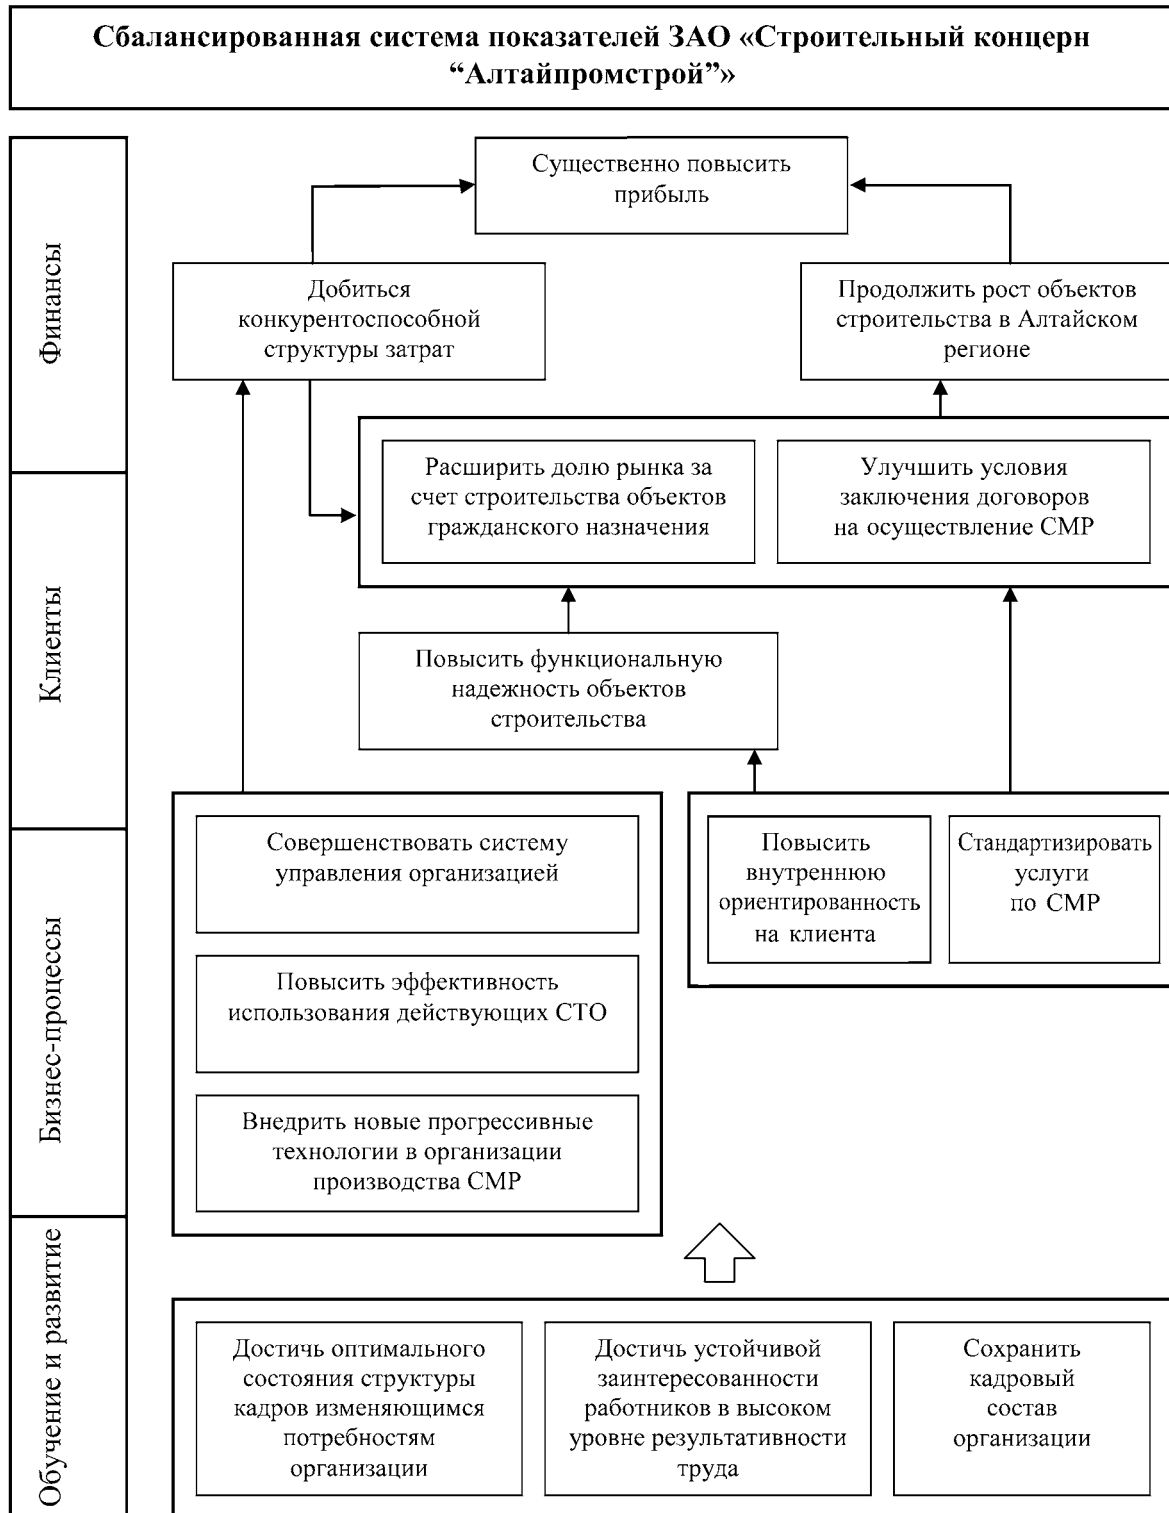 Сбалансированная система показателей ЗАО «Строительный концерн
“Алтайпромстрой”»
Финансы
Существенно повысить
прибыль
Добиться
конкурентоспособной
структуры затрат
Продолжить рост объектов
строительства в Алтайском
регионе
Клиенты
Расширить долю рынка за
счет строительства объектов
гражданского назначения
Улучшить условия
заключения договоров
на осуществление СМР
Повысить функциональную
надежность объектов
строительства
Бизнес-процессы
Совершенствовать систему
управления организацией
Повысить эффективность
использования действующих СТО
Внедрить новые прогрессивные
технологии в организации
производства СМР
Повысить
внутреннюю
ориентированность
на клиента
Стандартизировать
услуги
по СМР
Обучение и развитие
Достичь оптимального
состояния структуры
кадров изменяющимся
потребностям
организации
Достичь устойчивой
заинтересованности
работников в высоком
уровне результативности
труда
Сохранить
кадровый
состав
организации